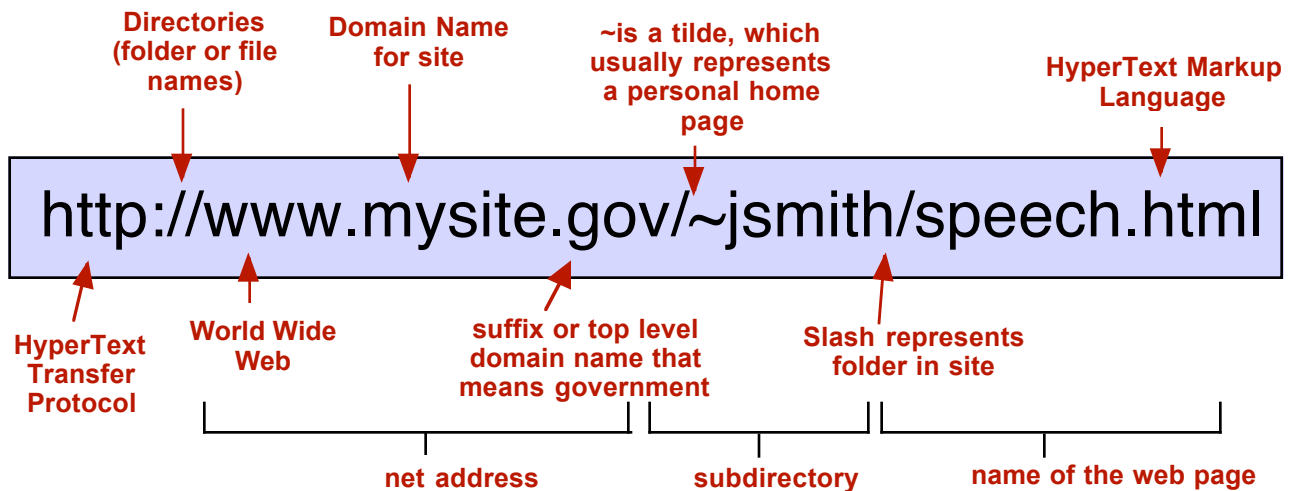 Directories
(folder or file
names)
Domain Name
for site
~is a tilde, which
usually represents
a personal home
page
HyperText Markup
Language
http://www.mysite.gov/~jsmith/speech.html
HyperText
Transfer
Protocol
World Wide
Web
suffix or top level
domain name that
means government
Slash represents
folder in site
net address
subdirectory
name of the web page